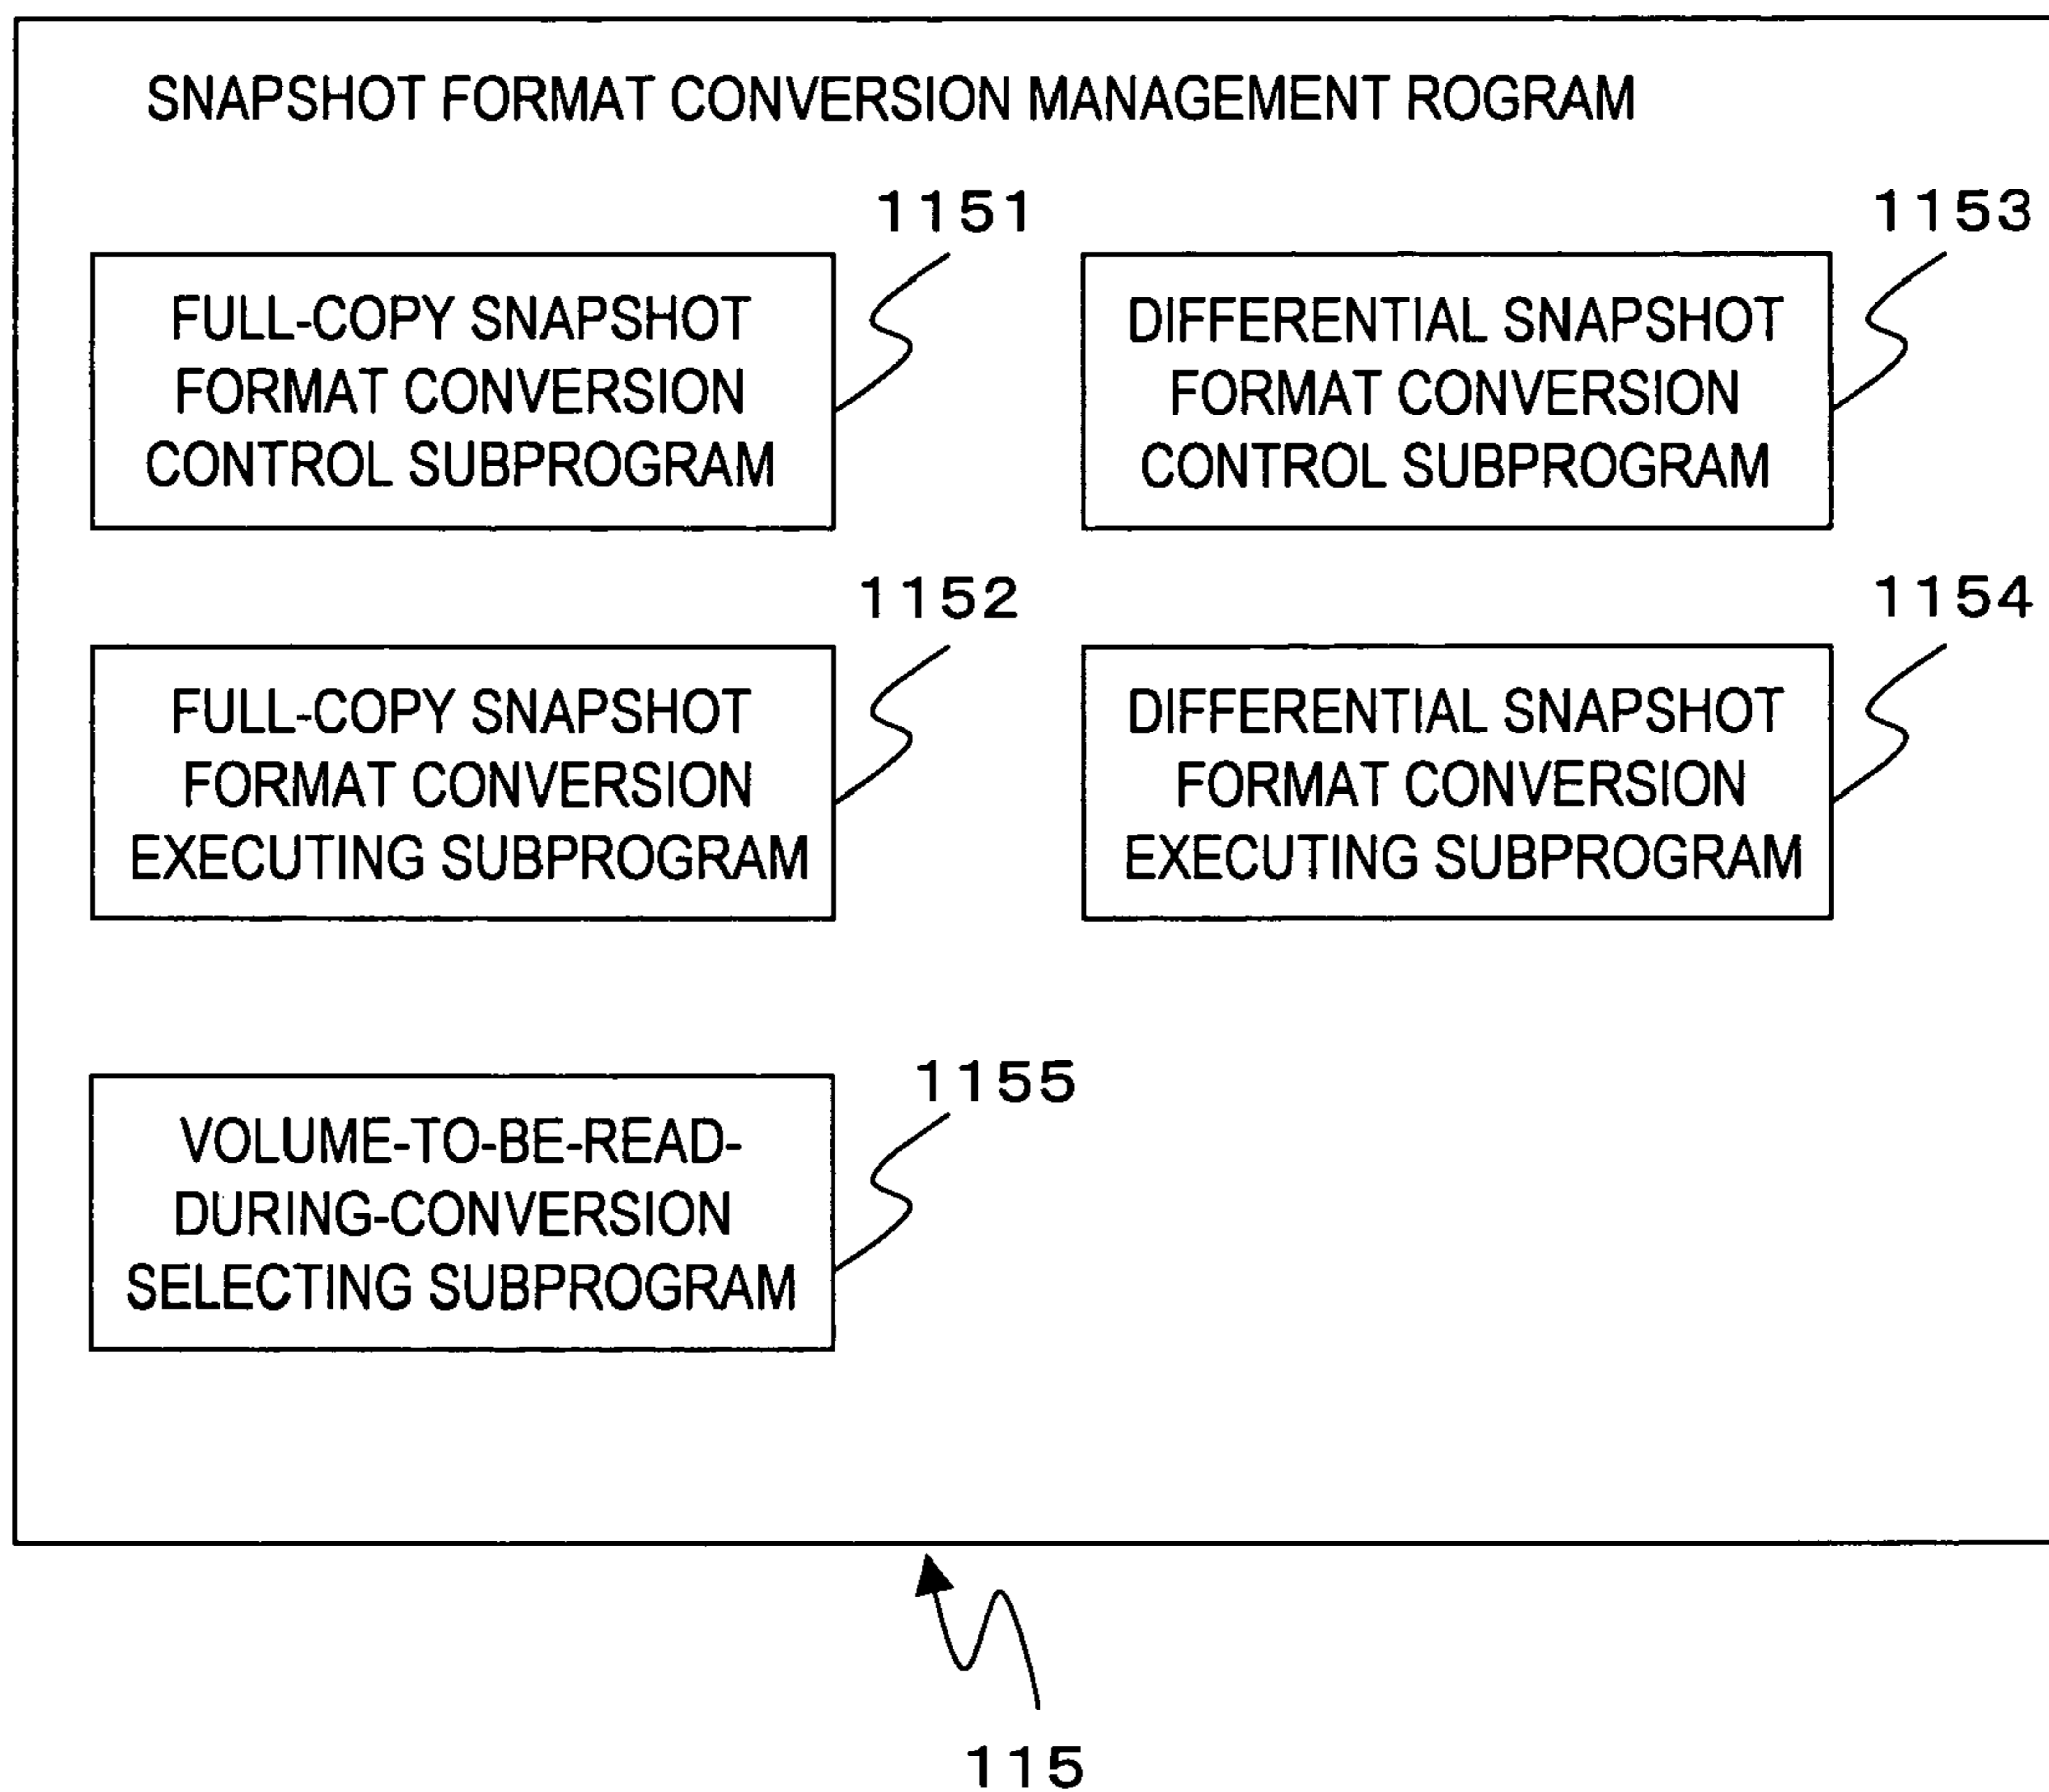 SNAPSHOT FORMAT CONVERSION MANAGEMENT ROGRAM
1151
FULL-COPY SNAPSHOT
FORMAT CONVERSION
CONTROL SUBPROGRAM
1153
DIFFERENTIAL SNAPSHOT
FORMAT CONVERSION
CONTROL SUBPROGRAM
1152
FULL-COPY SNAPSHOT
FORMAT CONVERSION
EXECUTING SUBPROGRAM
1154
DIFFERENTIAL SNAPSHOT
FORMAT CONVERSION
EXECUTING SUBPROGRAM
1155
VOLUME-TO-BE-READ-
DURING-CONVERSION
SELECTING SUBPROGRAM
115